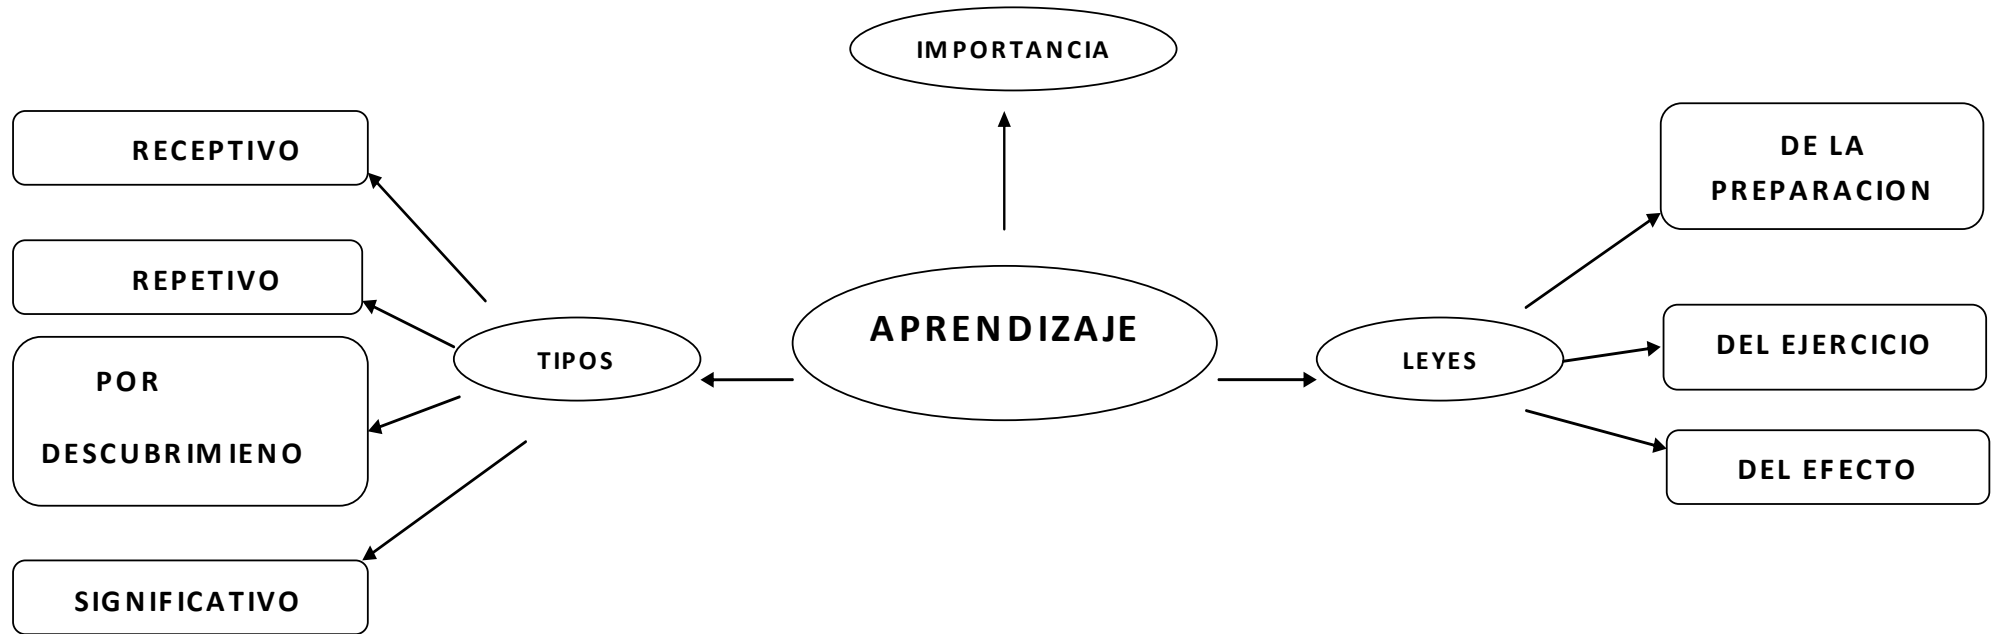 IMPORTANCIA
RECEPTIVO
REPETIVO
POR
DESCUBRIMIENO
SIGNIFICATIVO
TIPOS
APRENDIZAJE
LEYES
DE LA
PREPARACION
DEL EJERCICIO
DEL EFECTO